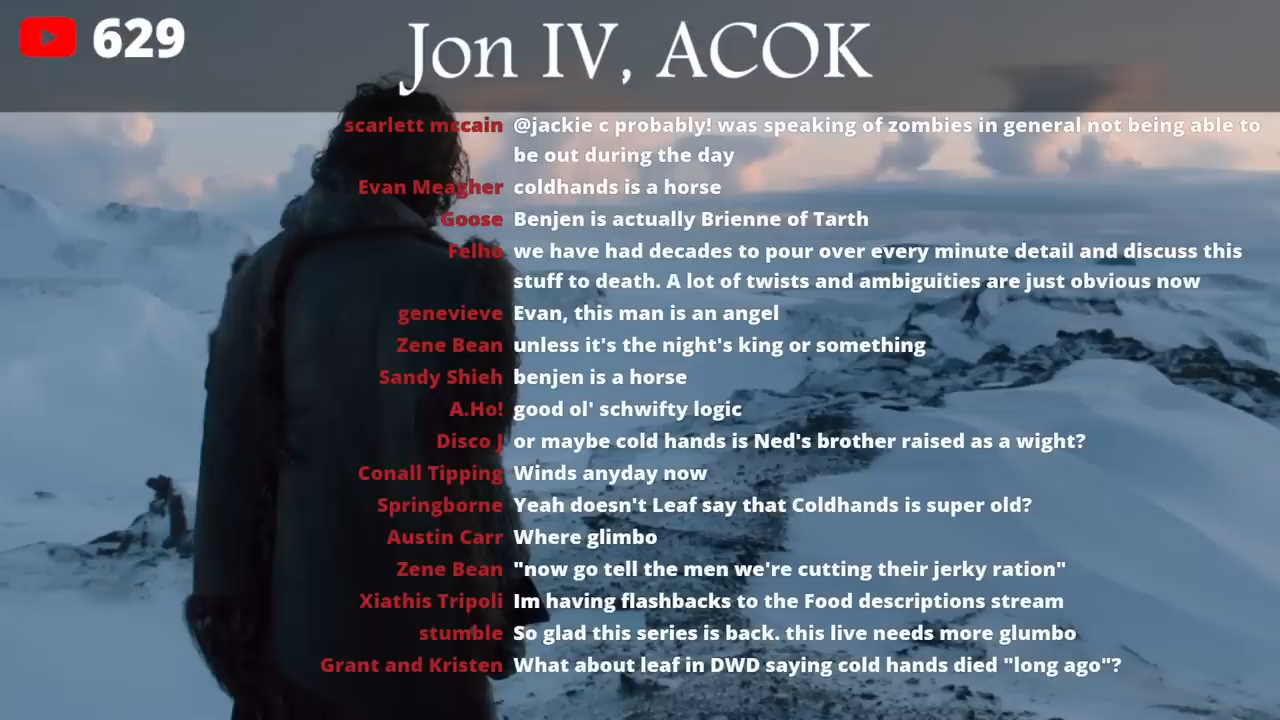 629
Jon IV, ACOK
scarlett mccain @jackie c probably! was speaking of zombies in general not being able to
be out during the day
Evan Meagher coldhands is a horse
Goose Benjen is actually Brienne of Tarth
Felho we have had decades to pour over every minute detail and discuss this
stuff to death. A lot of twists and ambiguities are just obvious now
genevieve Evan, this man is an angel
Zene Bean unless it's the night's king or something
Sandy Shieh benjen is a horse
A.Ho! good ol' schwifty logic
Disco J or maybe cold hands is Ned's brother raised as a wight?
Conall Tipping Winds anyday now
Springborne Yeah doesn't Leaf say that Coldhands is super old?
Austin Carr Where glimbo
Zene Bean "now go tell the men we're cutting their jerky ration"
Xiathis Tripoli Im having flashbacks to the Food descriptions stream
stumble So glad this series is back. this live needs more glumbo
Grant and Kristen What about leaf in DWD saying cold hands died "long ago"?